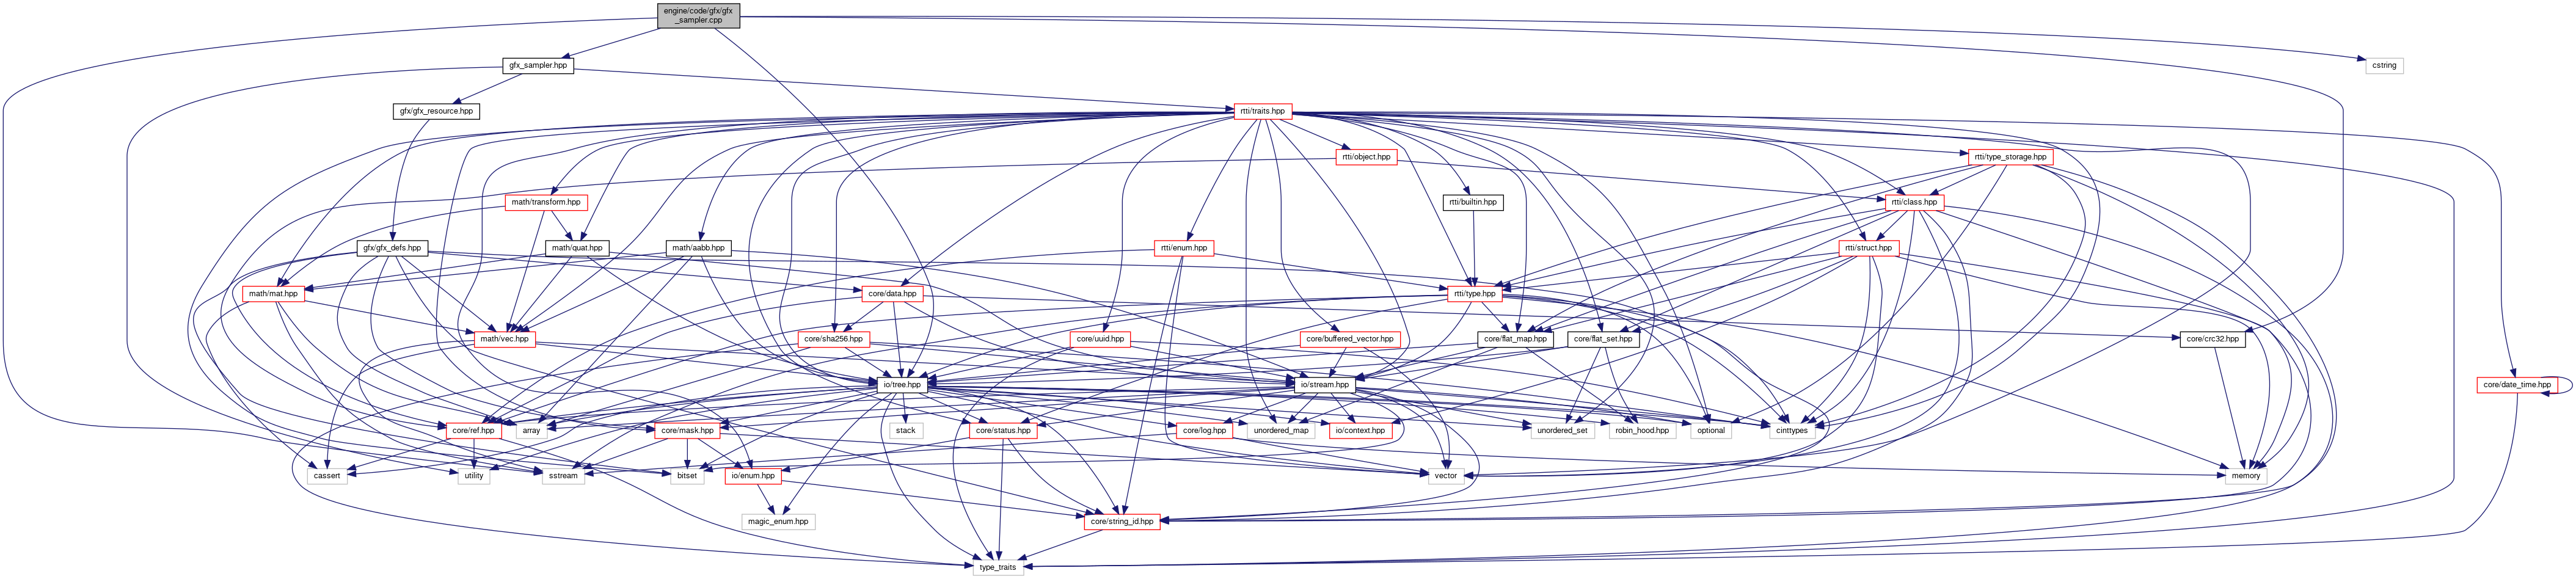 engine/code/gfx/gfx
_sampler.cpp
gfx_sampler.hpp
cstring
gfx/gfx_resource.hpp
rtti/traits.hpp
rtti/object.hpp
rtti/type_storage.hpp
math/transform.hpp
rtti/builtin.hpp
rtti/class.hpp
gfx/gfx_defs.hpp
math/quat.hpp
math/aabb.hpp
rtti/enum.hpp
rtti/struct.hpp
math/mat.hpp
core/data.hpp
rtti/type.hpp
math/vec.hpp
core/sha256.hpp
core/uuid.hpp
core/buffered_vector.hpp
core/flat_map.hpp
core/flat_set.hpp
core/crc32.hpp
io/tree.hpp
io/stream.hpp
core/date_time.hpp
core/ref.hpp
array
core/mask.hpp
stack
core/status.hpp
core/log.hpp
unordered_map
io/context.hpp
unordered_set
robin_hood.hpp
optional
cinttypes
cassert
utility
sstream
bitset
io/enum.hpp
vector
memory
magic_enum.hpp
core/string_id.hpp
type_traits